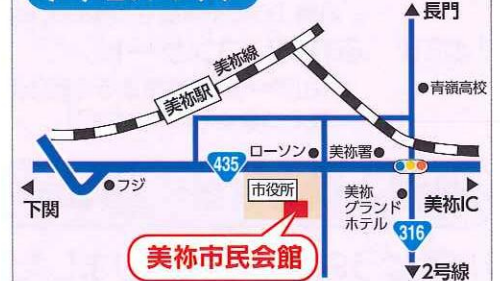 ▲長門
美祢線
美祢駅
●青嶺高校
435
ローソン●
美祢署●
●フジ
市役所
美祢
グランド
ホテル
下関
美祢IC
316
美祢市民会館
▼2号線